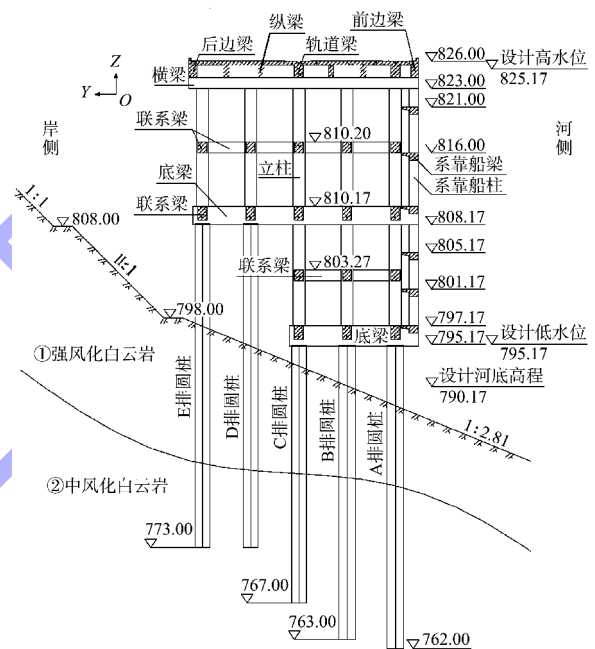 纵梁
前边梁
后边梁
轨道梁
826.00
设计高水位
825.17
Z
横梁
823.00
Y
O
821.00
岸侧
联系梁
810.20
816.00
河侧
立柱
系靠船梁
底梁
系靠船柱
810.17
联系梁
808.17
1:1
808.00
805.17
联系梁
803.27
801.17
1:1
798.00
797.17
底梁
795.17
设计低水位
795.17
①强风化白云岩
设计河底高程
790.17
E排圆桩
D排圆桩
C排圆桩
B排圆桩
A排圆桩
1:2.81
②中风化白云岩
773.00
767.00
763.00
762.00